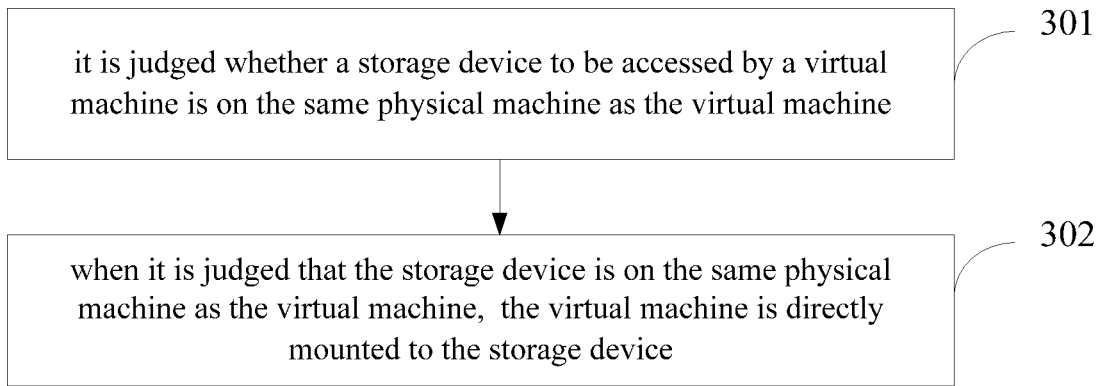 301
it is judged whether a storage device to be accessed by a virtual
machine is on the same physical machine as the virtual machine
302
when it is judged that the storage device is on the same physical
machine as the virtual machine, the virtual machine is directly
mounted to the storage device